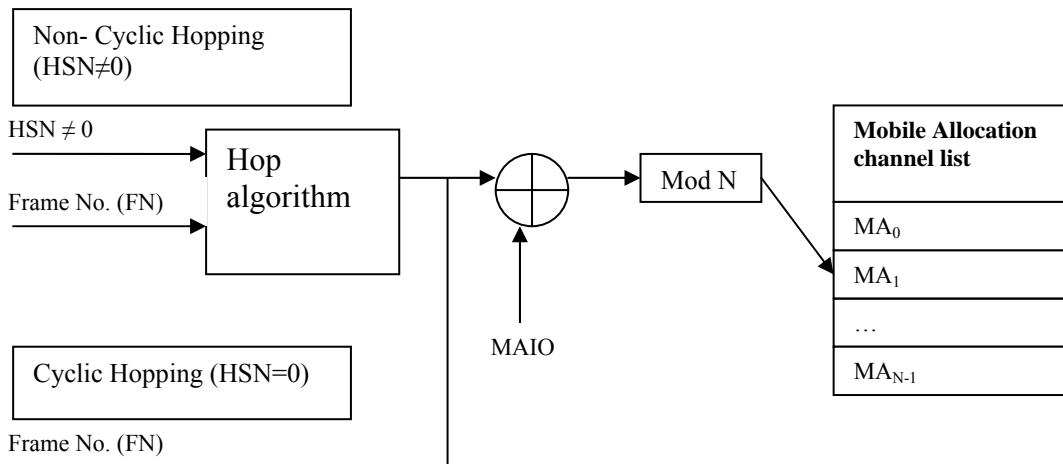 Non- Cyclic Hopping
(HSN≠0)
HSN ≠ 0
Frame No. (FN)
Hop
algorithm
MAIO
Mod N
Mobile Allocation
channel list
MA₀
MA₁
…
MA_{N-1}
Cyclic Hopping (HSN=0)
Frame No. (FN)